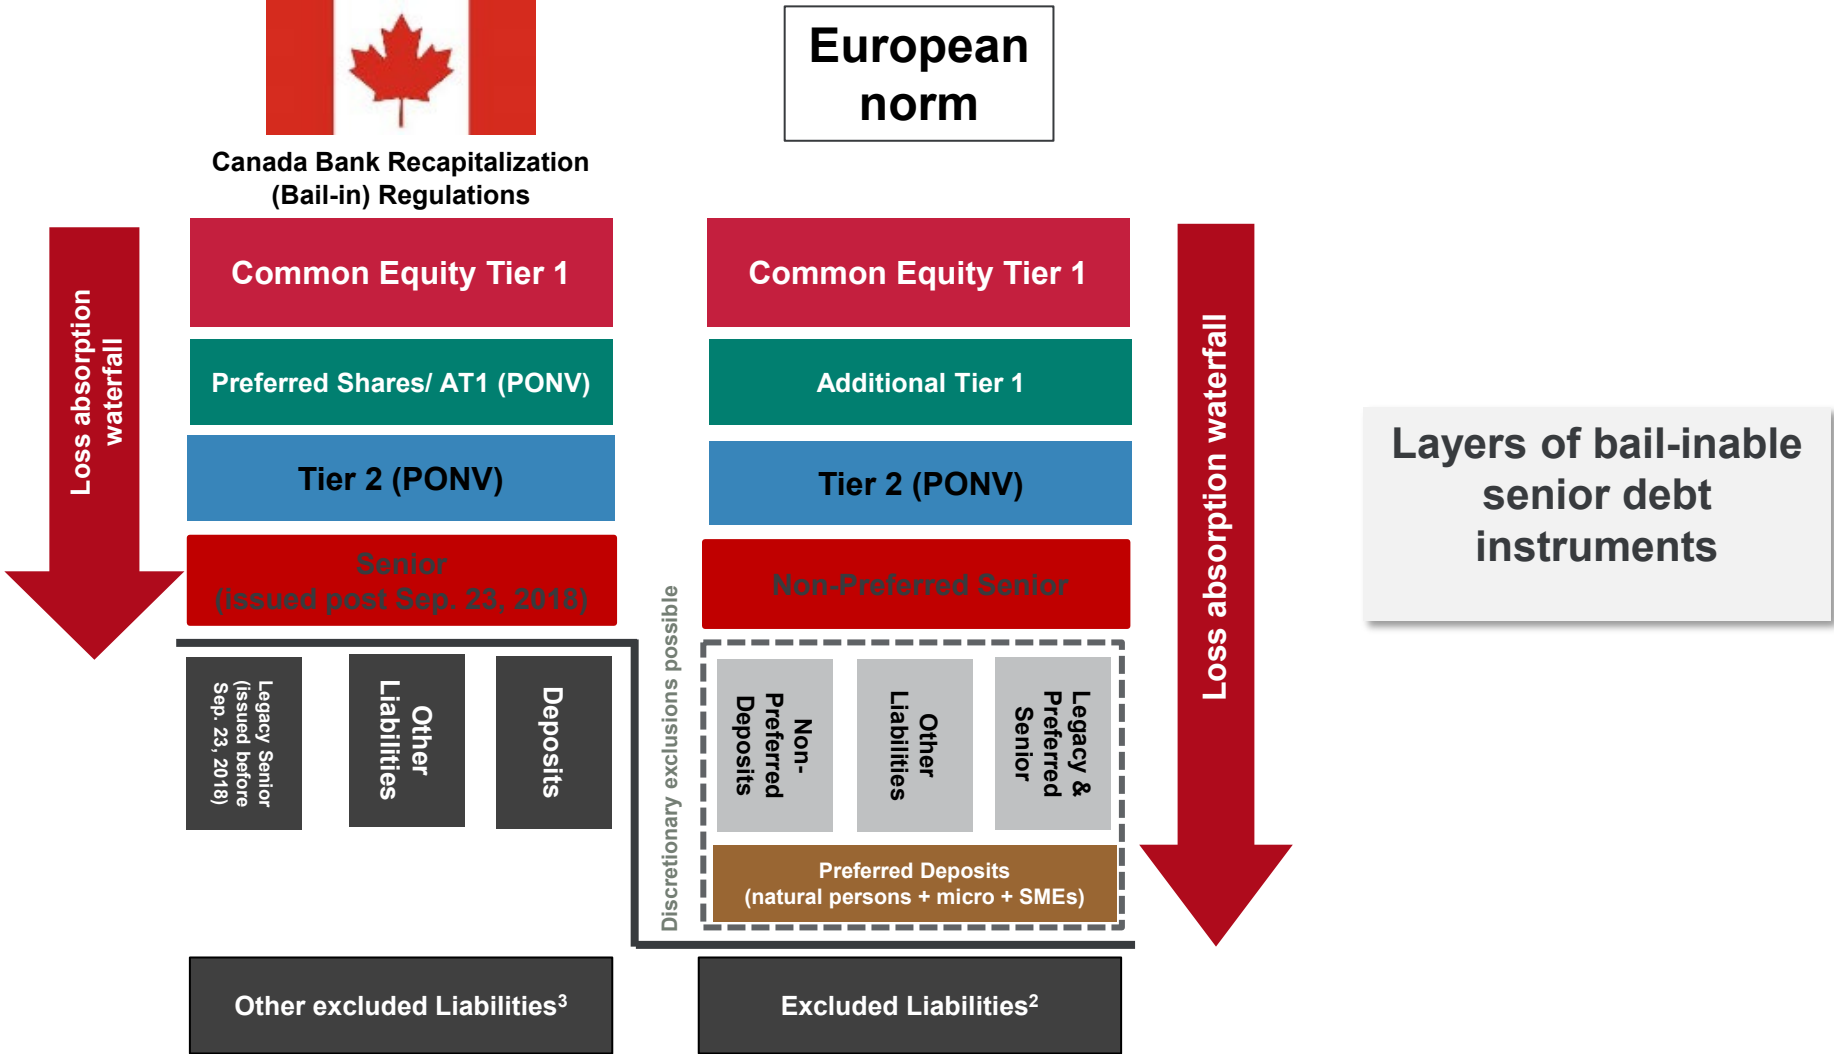 European
norm
Canada Bank Recapitalization
(Bail-in) Regulations
Loss absorption
waterfall
Common Equity Tier 1
Preferred Shares/ AT1 (PONV)
Tier 2 (PONV)
Senior
(issued post Sep. 23, 2018)
Legacy Senior
(issued before
Sep. 23, 2018)
Other
Liabilities
Deposits
Other excluded Liabilities³
Discretionary exclusions possible
Common Equity Tier 1
Additional Tier 1
Tier 2 (PONV)
Non-Preferred Senior
Non-
Preferred
Deposits
Other
Liabilities
Legacy &
Preferred
Senior
Preferred Deposits
(natural persons + micro + SMEs)
Excluded Liabilities²
Loss absorption waterfall
Layers of bail-inable
senior debt
instruments